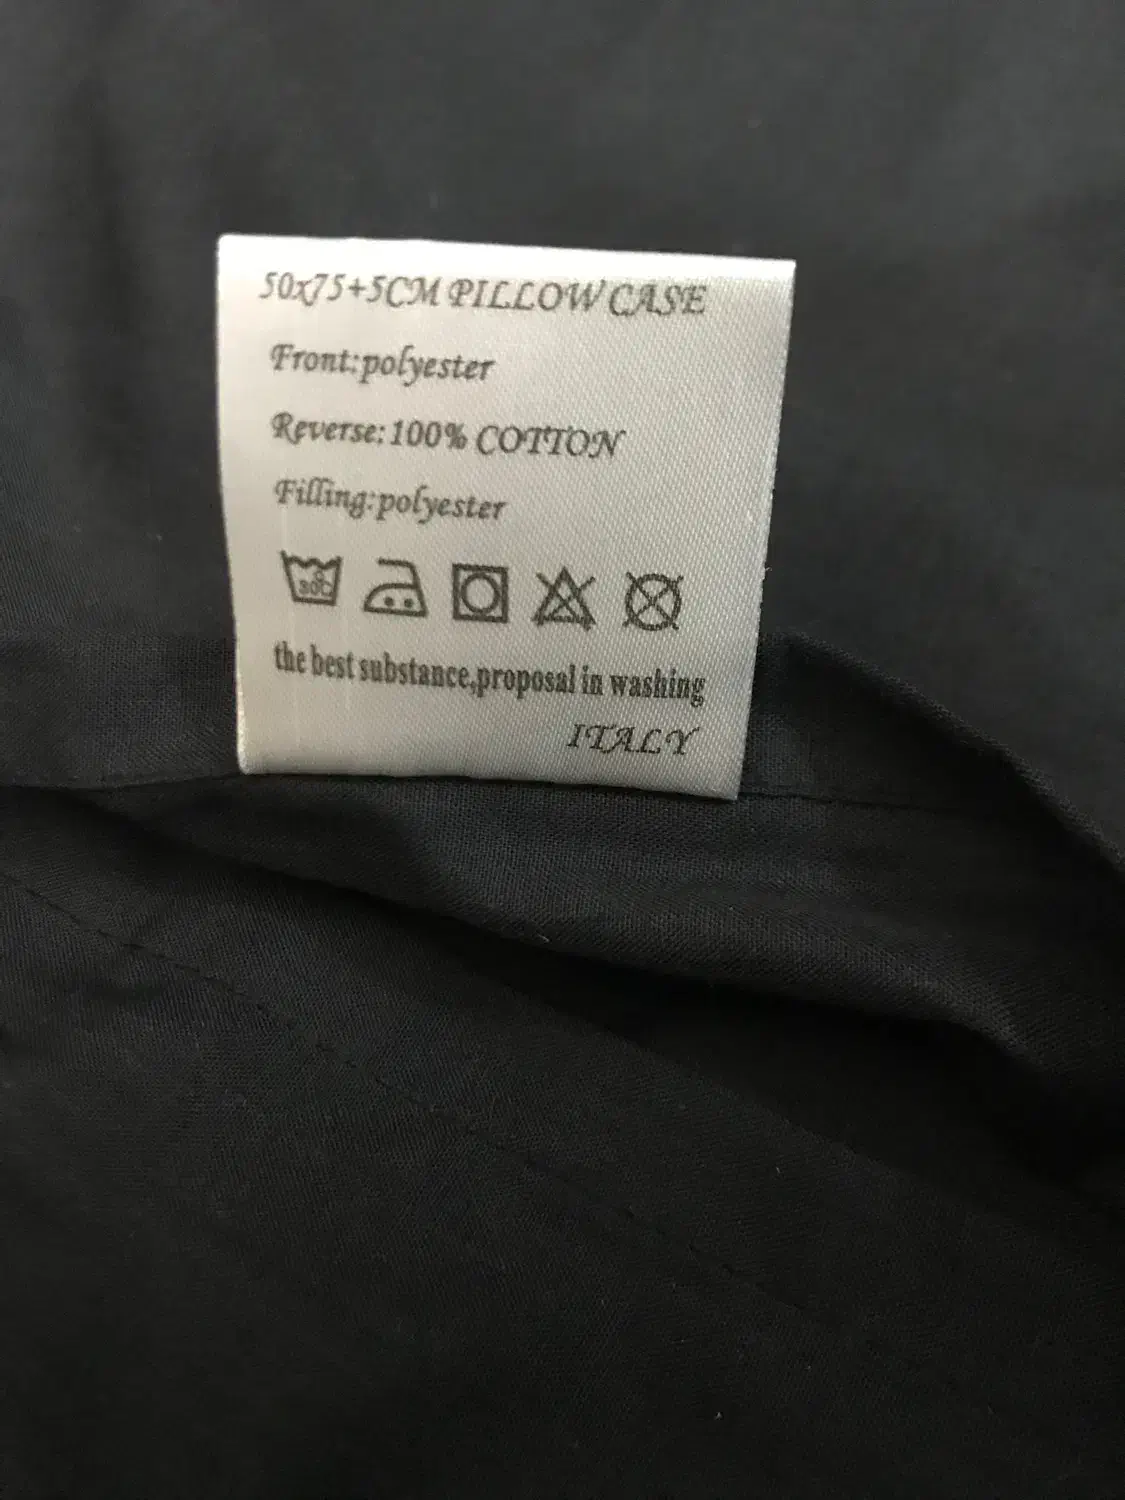 50x75+5CM PILLOW CASE
Front:polyester
Reverse:100% COTTON
Filling:polyester
the best substance,proposal in washing
ITALY